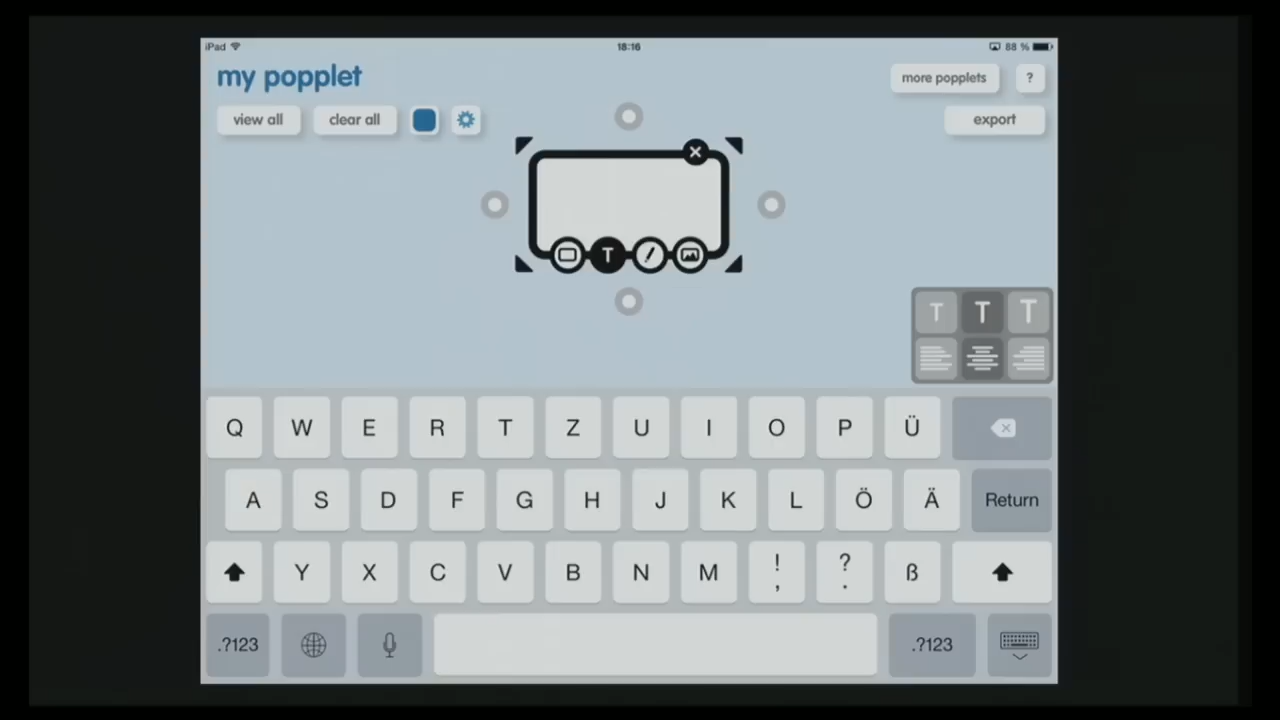 iPad 18:16 88 %
my popplet more popplets ?
view all clear all export
T
T T T
Q W E R T Z U I O P Ü
A S D F G H J K L Ö Ä Return
Y X C V B N M ! , ? . ß
.?123 .?123